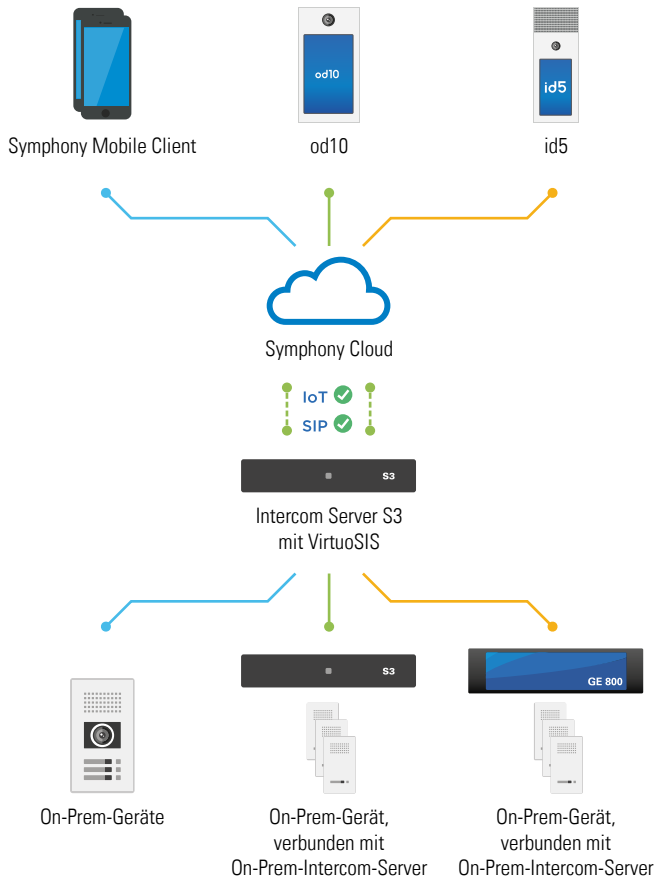 od10
id5
Symphony Mobile Client
od10
id5
Symphony Cloud
IoT
SIP
S3
Intercom Server S3
mit VirtuoSIS
S3
GE 800
On-Prem-Geräte
On-Prem-Gerät,
verbunden mit
On-Prem-Intercom-Server
On-Prem-Gerät,
verbunden mit
On-Prem-Intercom-Server